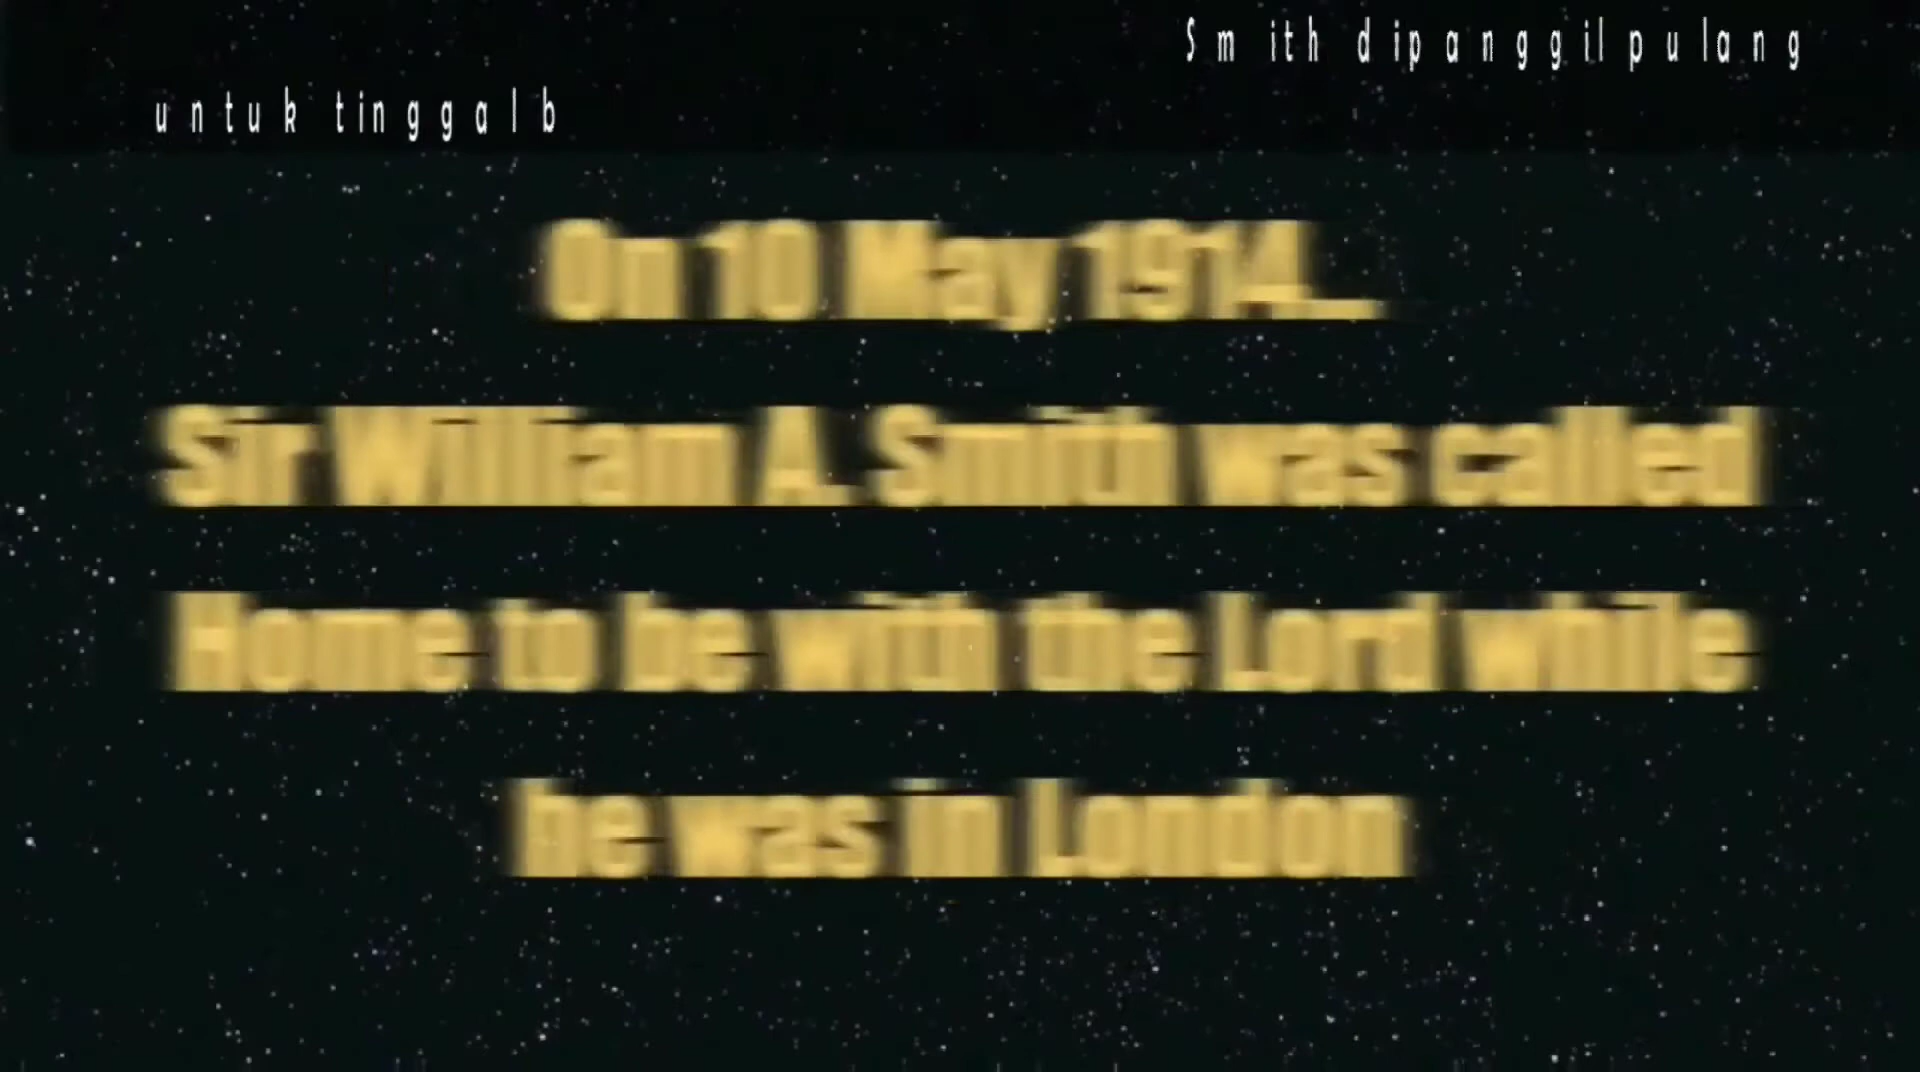 Smith dipanggil pulang
untuk tinggal b
On 10 May 1914...
Sir William A. Smith was called
Home to be with the Lord while
he was in London